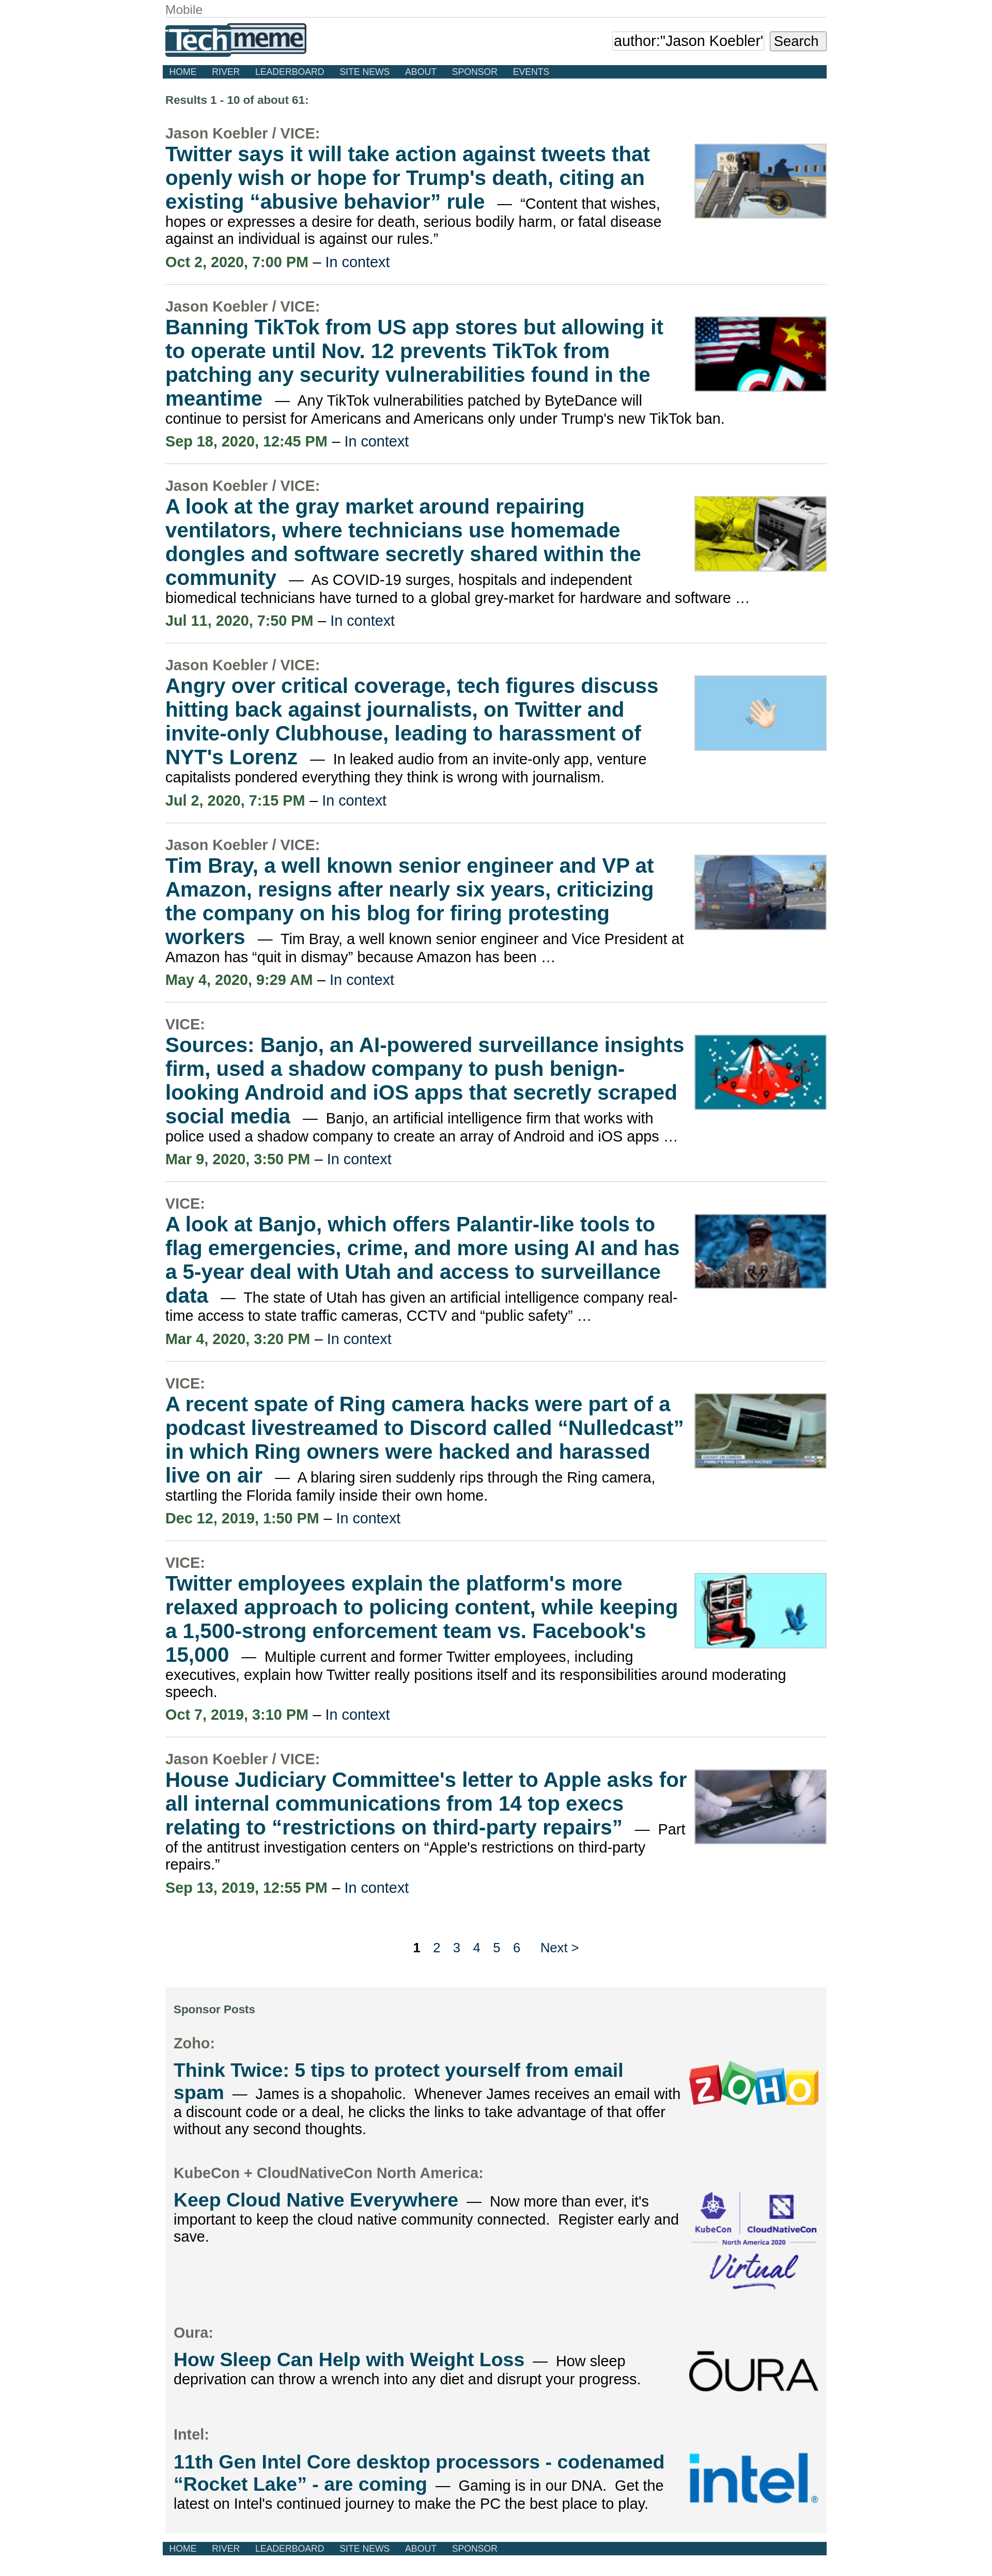 Mobile
Techmeme
author:"Jason Koebler'
Search
HOME RIVER LEADERBOARD SITE NEWS ABOUT SPONSOR EVENTS
Results 1 - 10 of about 61:
Jason Koebler / VICE:
Twitter says it will take action against tweets that
openly wish or hope for Trump's death, citing an
existing “abusive behavior” rule — “Content that wishes,
hopes or expresses a desire for death, serious bodily harm, or fatal disease
against an individual is against our rules.”
Oct 2, 2020, 7:00 PM – In context
Jason Koebler / VICE:
Banning TikTok from US app stores but allowing it
to operate until Nov. 12 prevents TikTok from
patching any security vulnerabilities found in the
meantime — Any TikTok vulnerabilities patched by ByteDance will
continue to persist for Americans and Americans only under Trump's new TikTok ban.
Sep 18, 2020, 12:45 PM – In context
Jason Koebler / VICE:
A look at the gray market around repairing
ventilators, where technicians use homemade
dongles and software secretly shared within the
community — As COVID-19 surges, hospitals and independent
biomedical technicians have turned to a global grey-market for hardware and software …
Jul 11, 2020, 7:50 PM – In context
Jason Koebler / VICE:
Angry over critical coverage, tech figures discuss
hitting back against journalists, on Twitter and
invite-only Clubhouse, leading to harassment of
NYT's Lorenz — In leaked audio from an invite-only app, venture
capitalists pondered everything they think is wrong with journalism.
Jul 2, 2020, 7:15 PM – In context
Jason Koebler / VICE:
Tim Bray, a well known senior engineer and VP at
Amazon, resigns after nearly six years, criticizing
the company on his blog for firing protesting
workers — Tim Bray, a well known senior engineer and Vice President at
Amazon has “quit in dismay” because Amazon has been …
May 4, 2020, 9:29 AM – In context
VICE:
Sources: Banjo, an AI-powered surveillance insights
firm, used a shadow company to push benign-
looking Android and iOS apps that secretly scraped
social media — Banjo, an artificial intelligence firm that works with
police used a shadow company to create an array of Android and iOS apps …
Mar 9, 2020, 3:50 PM – In context
VICE:
A look at Banjo, which offers Palantir-like tools to
flag emergencies, crime, and more using AI and has
a 5-year deal with Utah and access to surveillance
data — The state of Utah has given an artificial intelligence company real-
time access to state traffic cameras, CCTV and “public safety” …
Mar 4, 2020, 3:20 PM – In context
VICE:
A recent spate of Ring camera hacks were part of a
podcast livestreamed to Discord called “Nulledcast”
in which Ring owners were hacked and harassed
live on air — A blaring siren suddenly rips through the Ring camera,
startling the Florida family inside their own home.
Dec 12, 2019, 1:50 PM – In context
VICE:
Twitter employees explain the platform's more
relaxed approach to policing content, while keeping
a 1,500-strong enforcement team vs. Facebook's
15,000 — Multiple current and former Twitter employees, including
executives, explain how Twitter really positions itself and its responsibilities around moderating
speech.
Oct 7, 2019, 3:10 PM – In context
Jason Koebler / VICE:
House Judiciary Committee's letter to Apple asks for
all internal communications from 14 top execs
relating to “restrictions on third-party repairs” — Part
of the antitrust investigation centers on “Apple's restrictions on third-party
repairs.”
Sep 13, 2019, 12:55 PM – In context
1 2 3 4 5 6 Next >
Sponsor Posts
Zoho:
Think Twice: 5 tips to protect yourself from email
spam — James is a shopaholic. Whenever James receives an email with
a discount code or a deal, he clicks the links to take advantage of that offer
without any second thoughts.
ZOHO
KubeCon + CloudNativeCon North America:
Keep Cloud Native Everywhere — Now more than ever, it's
important to keep the cloud native community connected. Register early and
save.
KubeCon CloudNativeCon
North America 2020
Virtual
Oura:
How Sleep Can Help with Weight Loss — How sleep
deprivation can throw a wrench into any diet and disrupt your progress.
ŌURA
Intel:
11th Gen Intel Core desktop processors - codenamed
“Rocket Lake” - are coming — Gaming is in our DNA. Get the
latest on Intel's continued journey to make the PC the best place to play.
intel®
HOME RIVER LEADERBOARD SITE NEWS ABOUT SPONSOR